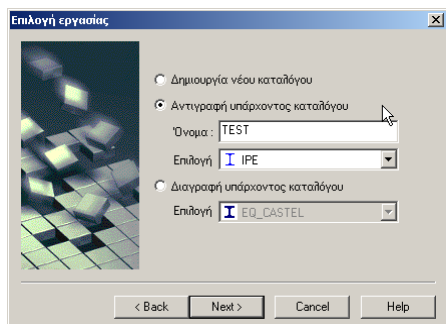 Επιλογή εργασίας
Δημιουργία νέου καταλόγου
Αντιγραφή υπάρχοντος καταλόγου
Όνομα : TEST
Επιλογή IPE
Διαγραφή υπάρχοντος καταλόγου
Επιλογή EQ_CASTEL
< Back Next > Cancel Help